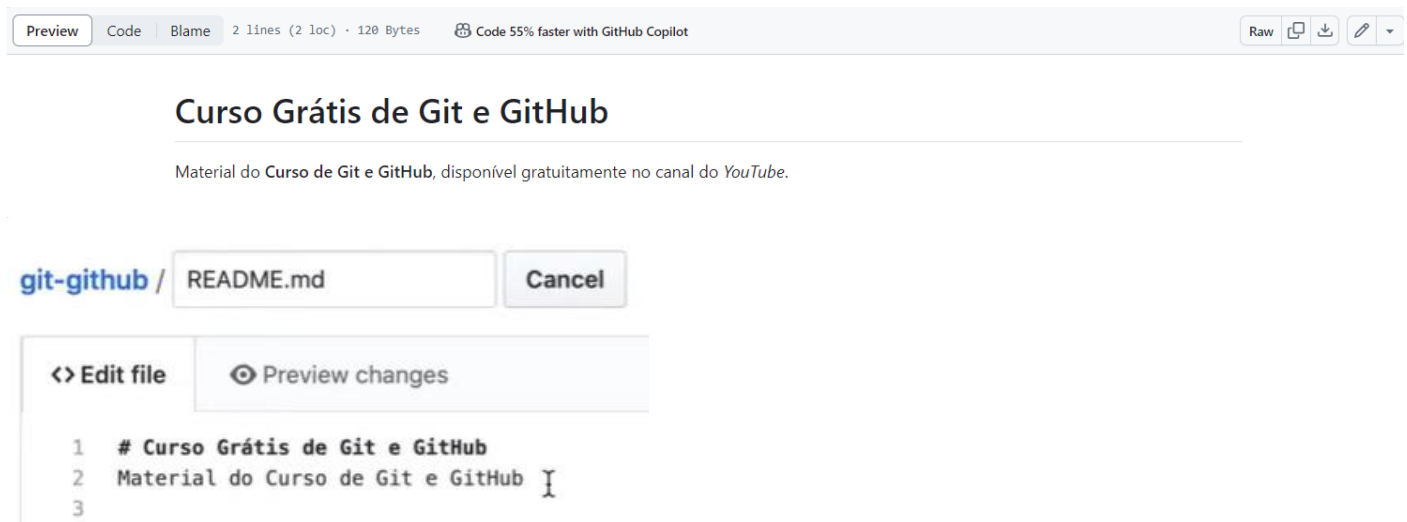 Preview Code Blame 2 lines (2 loc) · 120 Bytes Code 55% faster with GitHub Copilot Raw
Curso Grátis de Git e GitHub
Material do Curso de Git e GitHub, disponível gratuitamente no canal do YouTube.
git-github / README.md Cancel
<> Edit file Preview changes
1 # Curso Grátis de Git e GitHub
2 Material do Curso de Git e GitHub
3